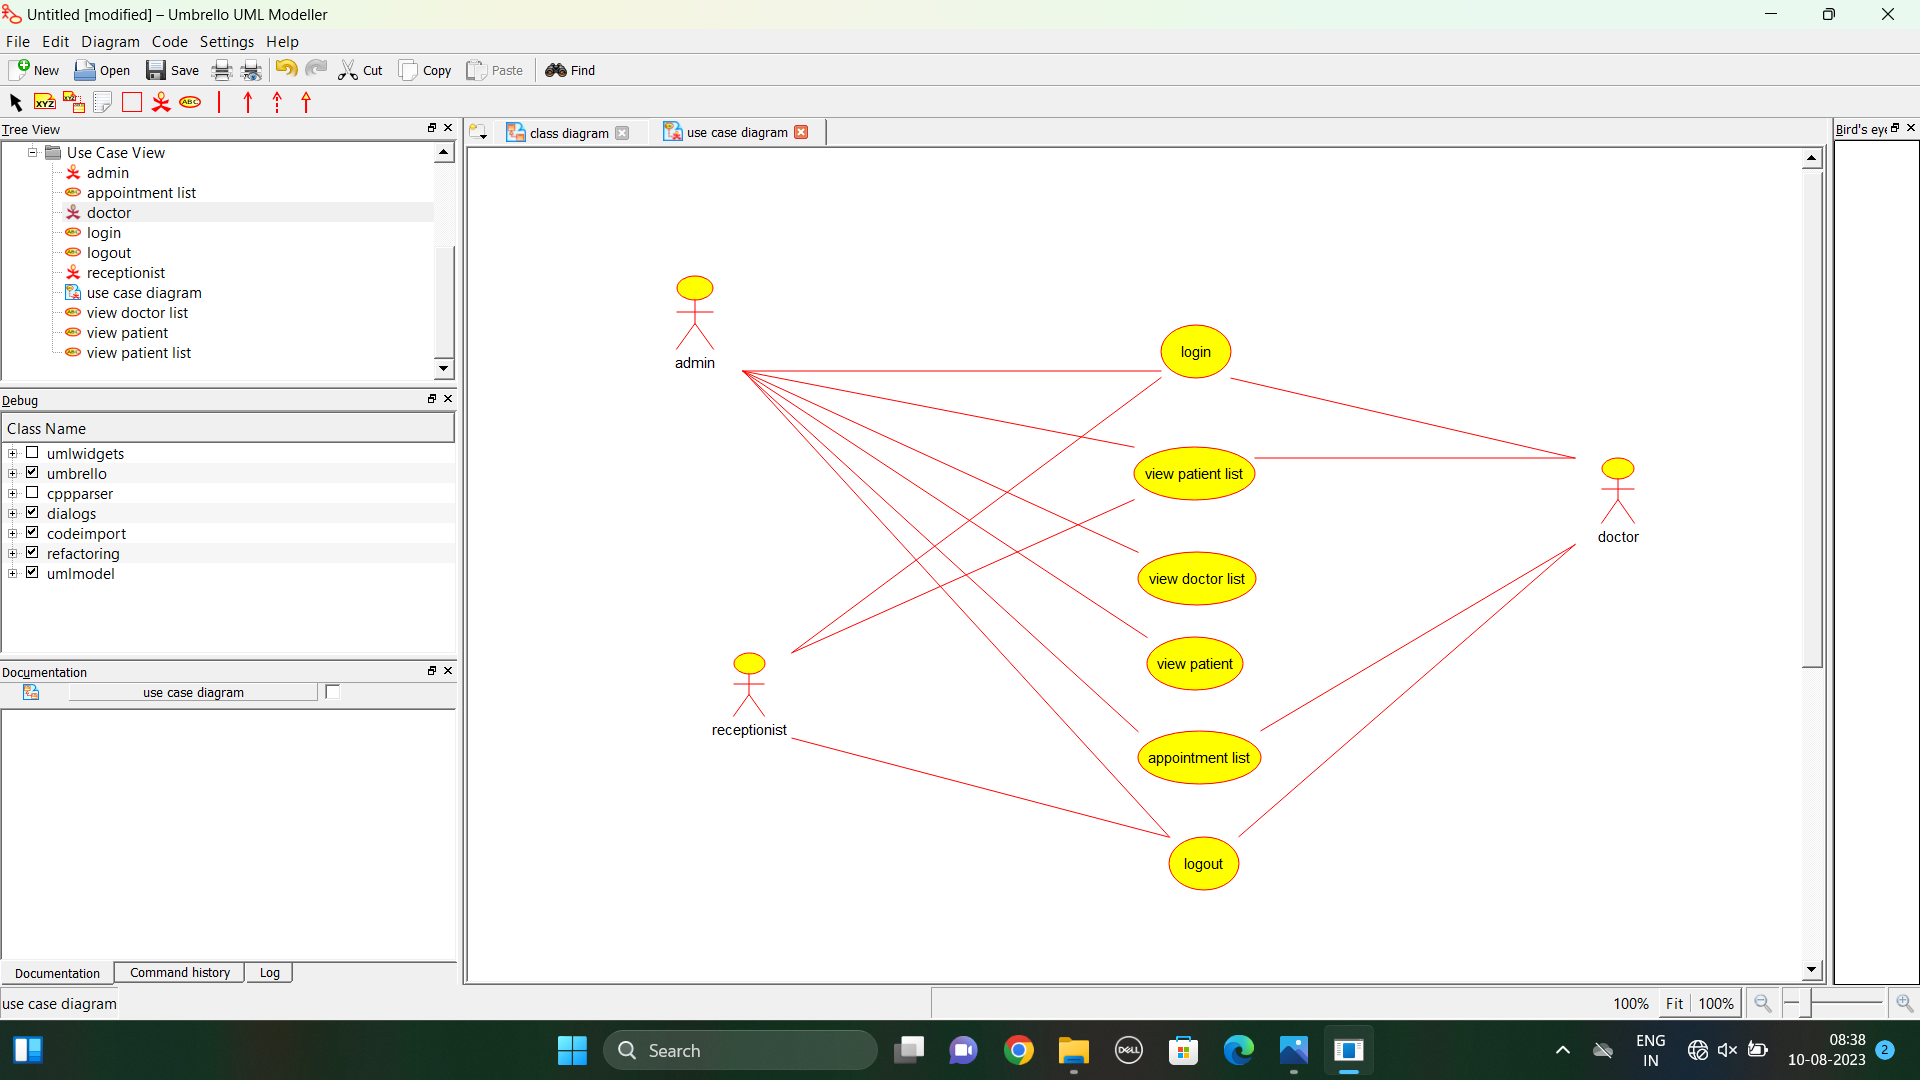 Untitled [modified] – Umbrello UML Modeller
File Edit Diagram Code Settings Help
New Open Save Cut Copy Paste Find
XYZ XYZ ABC
Tree View
Use Case View
admin
appointment list
doctor
login
logout
receptionist
use case diagram
view doctor list
view patient
view patient list
Debug
Class Name
umlwidgets
umbrello
cppparser
dialogs
codeimport
refactoring
umlmodel
Documentation
use case diagram
Documentation Command history Log
class diagram use case diagram
admin
login
view patient list
doctor
view doctor list
view patient
receptionist
appointment list
logout
Bird's eye
use case diagram 100% Fit 100%
Search
DELL
ENG
IN
08:38
10-08-2023
2